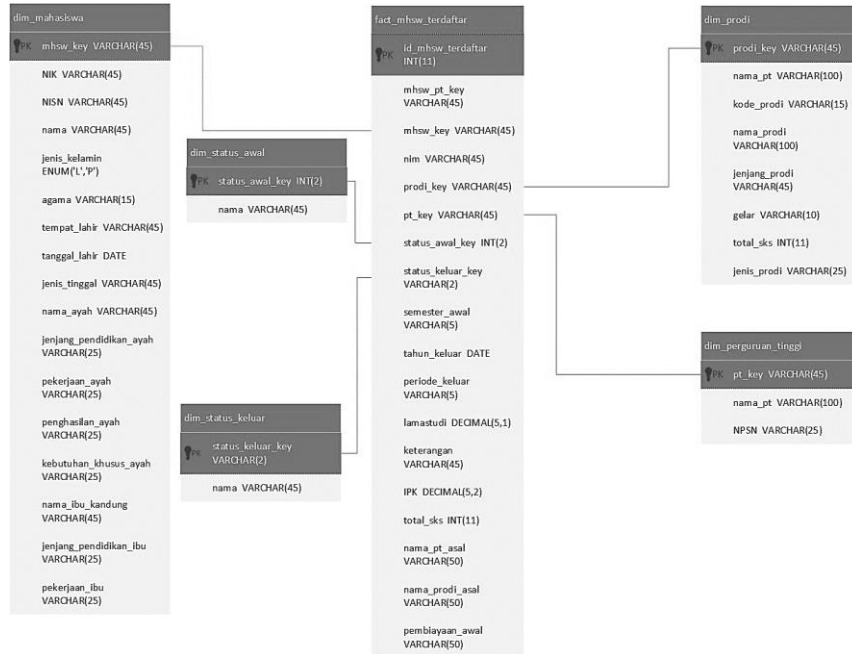 dim_mahasiswa
PK mhsw_key VARCHAR(45)
NIK VARCHAR(45)
NISN VARCHAR(45)
nama VARCHAR(45)
jenis_kelamin
ENUM('L','P')
agama VARCHAR(15)
tempat_lahir VARCHAR(45)
tanggal_lahir DATE
jenis_tinggal VARCHAR(45)
nama_ayah VARCHAR(45)
jenjang_pendidikan_ayah
VARCHAR(25)
pekerjaan_ayah
VARCHAR(25)
penghasilan_ayah
VARCHAR(25)
kebutuhan_khusus_ayah
VARCHAR(25)
nama_ibu_kandung
VARCHAR(45)
jenjang_pendidikan_ibu
VARCHAR(25)
pekerjaan_ibu
VARCHAR(25)
dim_status_awal
PK status_awal_key INT(2)
nama VARCHAR(45)
dim_status_keluar
PK status_keluar_key
VARCHAR(2)
nama VARCHAR(45)
fact_mhsw_terdaftar
PK id_mhsw_terdaftar
INT(11)
mhsw_pt_key
VARCHAR(45)
mhsw_key VARCHAR(45)
nim VARCHAR(45)
prodi_key VARCHAR(45)
pt_key VARCHAR(45)
status_awal_key INT(2)
status_keluar_key
VARCHAR(2)
semester_awal
VARCHAR(5)
tahun_keluar DATE
periode_keluar
VARCHAR(5)
lamastudi DECIMAL(5,1)
keterangan
VARCHAR(45)
IPK DECIMAL(5,2)
total_sks INT(11)
nama_pt_asal
VARCHAR(50)
nama_prodi_asal
VARCHAR(50)
pembiayaan_awal
VARCHAR(50)
dim_prodi
PK prodi_key VARCHAR(45)
nama_pt VARCHAR(100)
kode_prodi VARCHAR(15)
nama_prodi
VARCHAR(100)
jenjang_prodi
VARCHAR(45)
gelar VARCHAR(10)
total_sks INT(11)
jenis_prodi VARCHAR(25)
dim_perguruan_tinggi
PK pt_key VARCHAR(45)
nama_pt VARCHAR(100)
NPSN VARCHAR(25)